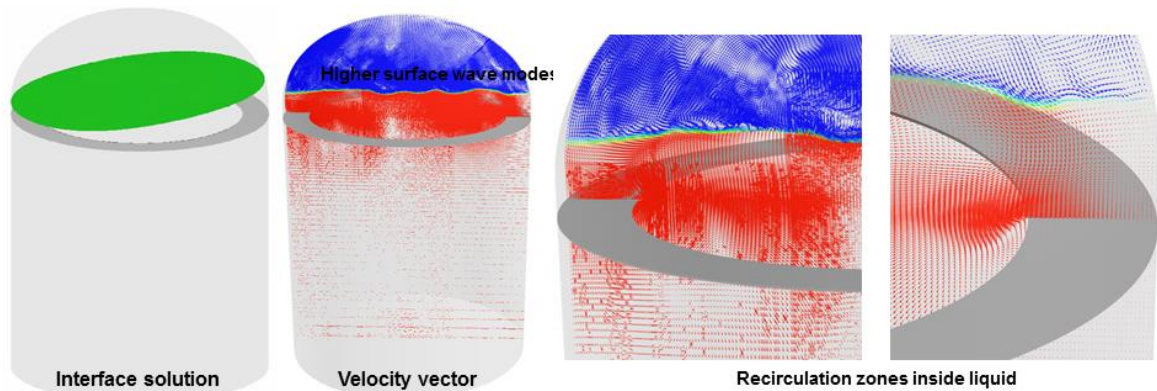 Higher surface wave modes
Interface solution
Velocity vector
Recirculation zones inside liquid